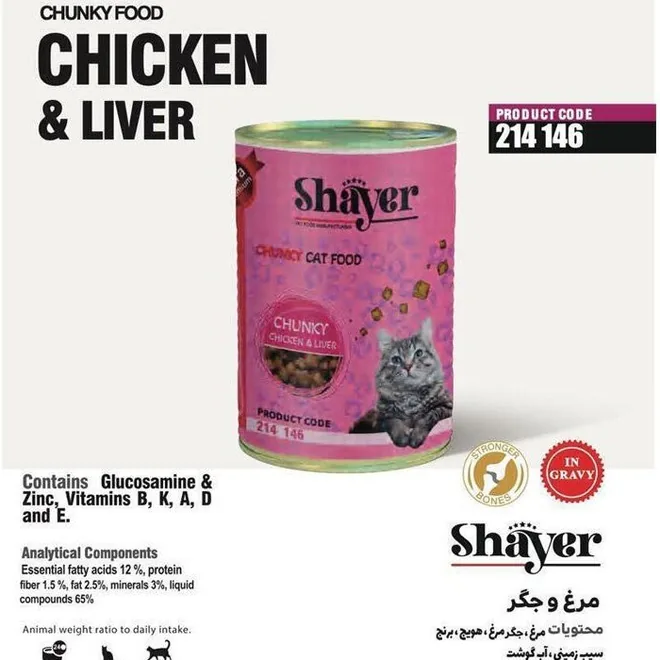 CHUNKY FOOD
CHICKEN
& LIVER
PRODUCT CODE
214 146
Shayer
PET FOOD MANUFACTURING
CHUNKY CAT FOOD
CHUNKY
CHICKEN & LIVER
PRODUCT CODE
214 146
STRONGER
BONES
IN
GRAVY
Contains Glucosamine &
Zinc, Vitamins B, K, A, D
and E.
Analytical Components
Essential fatty acids 12 %, protein
fiber 1.5 %, fat 2.5%, minerals 3%, liquid
compounds 65%
Animal weight ratio to daily intake.
Shayer
مرغ و جگر
محتویات مرغ، جگر مرغ، هویج، برنج
سیب زمینی، آب گوشت